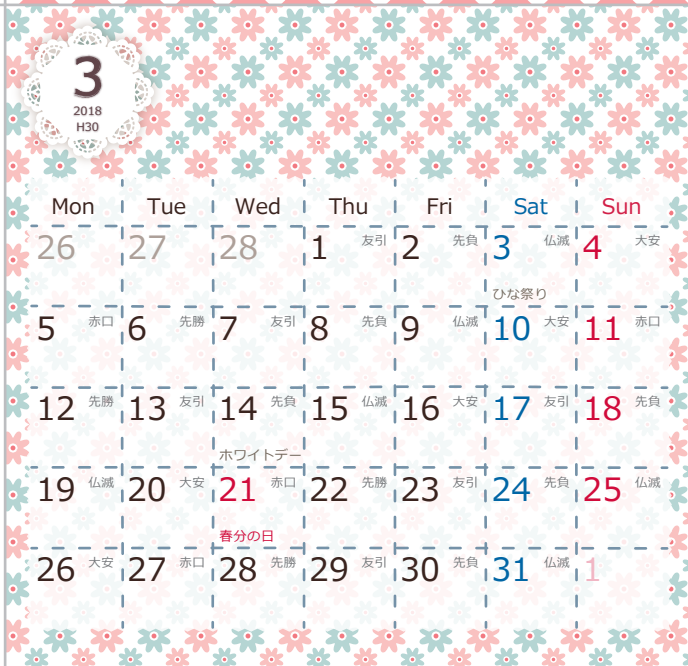 3
2018
H30
Mon Tue Wed Thu Fri Sat Sun
26 27 28 1 友引 2 先負 3 仏滅 4 大安
ひな祭り
5 赤口 6 先勝 7 友引 8 先負 9 仏滅 10 大安 11 赤口
12 先勝 13 友引 14 先負 15 仏滅 16 大安 17 友引 18 先負
ホワイトデー
19 仏滅 20 大安 21 赤口 22 先勝 23 友引 24 先負 25 仏滅
春分の日
26 大安 27 赤口 28 先勝 29 友引 30 先負 31 仏滅 1